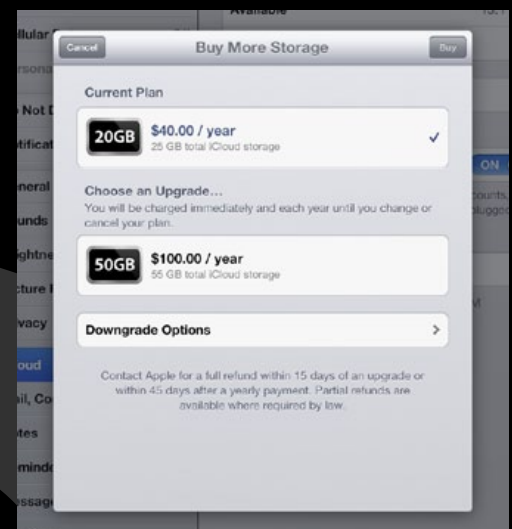 Available
Cancel
Buy More Storage
Buy
Current Plan
20GB
$40.00 / year
25 GB total iCloud storage
Choose an Upgrade...
You will be charged immediately and each year until you change or
cancel your plan.
50GB
$100.00 / year
55 GB total iCloud storage
Downgrade Options
Contact Apple for a full refund within 15 days of an upgrade or
within 45 days after a yearly payment. Partial refunds are
available where required by law.
ON